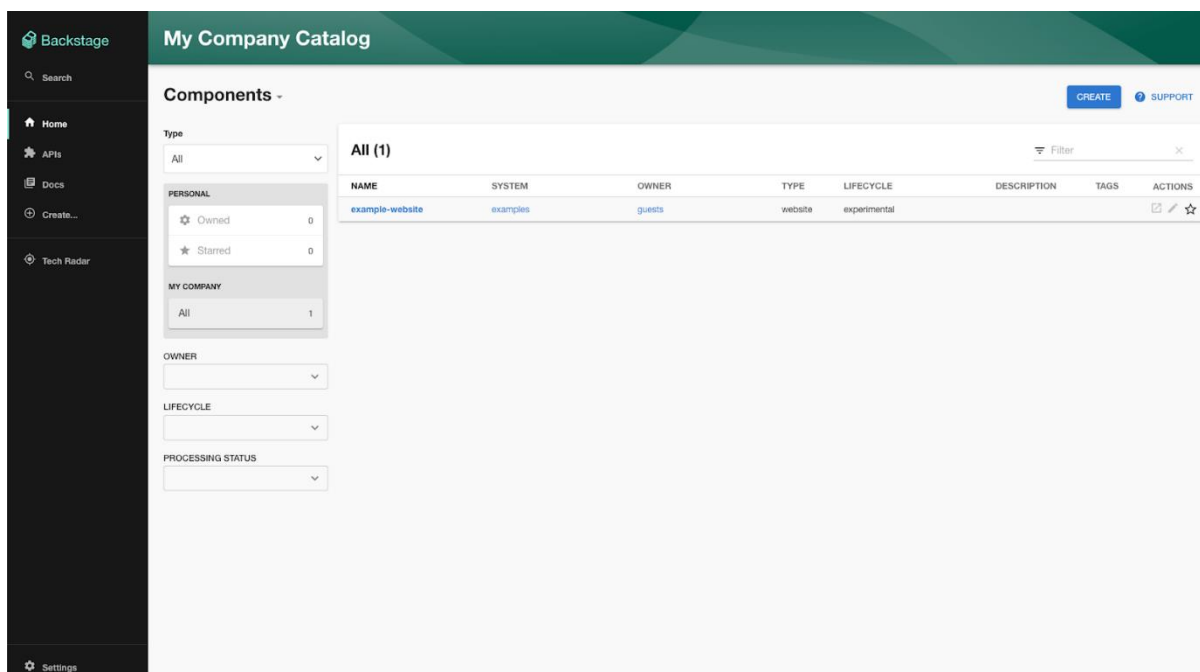 Backstage
Search
Home
APIs
Docs
Create...
Tech Radar
Settings
My Company Catalog
Components
CREATE
SUPPORT
Type
All
PERSONAL
Owned 0
Starred 0
MY COMPANY
All 1
OWNER
LIFECYCLE
PROCESSING STATUS
All (1)
Filter
NAME SYSTEM OWNER TYPE LIFECYCLE DESCRIPTION TAGS ACTIONS
example-website examples guests website experimental